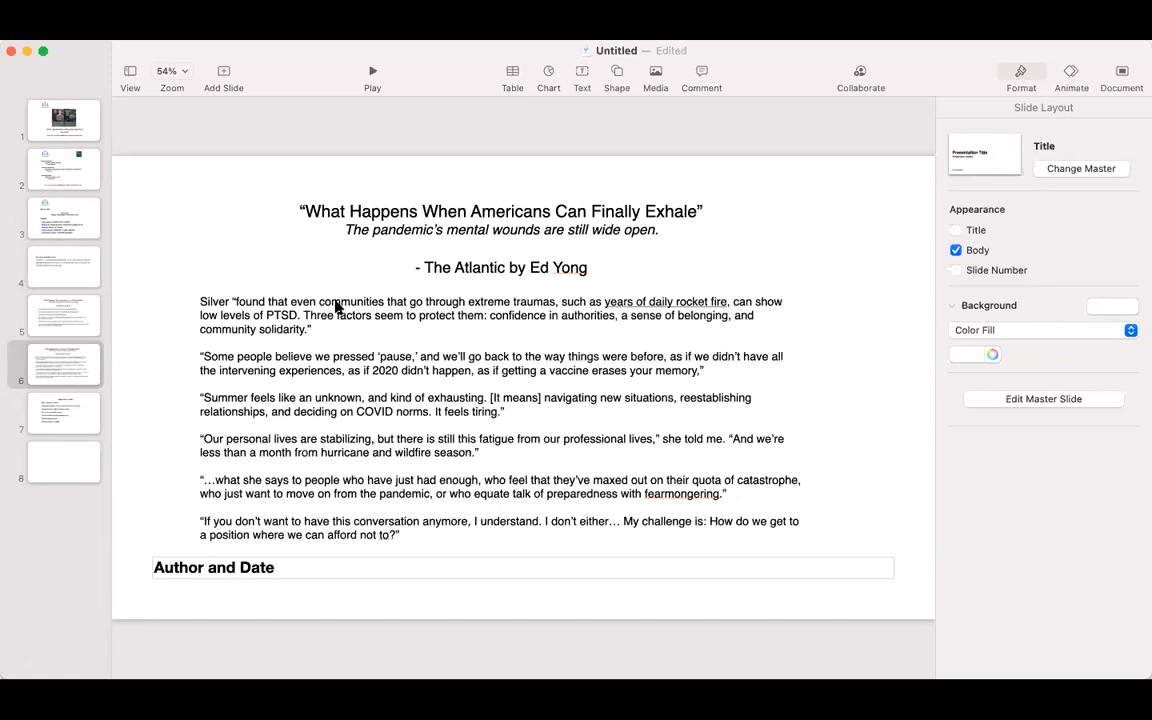 Untitled — Edited
54%
View
Zoom
Add Slide
Play
Table
Chart
Text
Shape
Media
Comment
Collaborate
Format
Animate
Document
1
2
3
4
5
6
7
8
“What Happens When Americans Can Finally Exhale”
The pandemic’s mental wounds are still wide open.
- The Atlantic by Ed Yong
Silver “found that even communities that go through extreme traumas, such as years of daily rocket fire, can show
low levels of PTSD. Three factors seem to protect them: confidence in authorities, a sense of belonging, and
community solidarity.”
“Some people believe we pressed ‘pause,’ and we’ll go back to the way things were before, as if we didn’t have all
the intervening experiences, as if 2020 didn’t happen, as if getting a vaccine erases your memory,”
“Summer feels like an unknown, and kind of exhausting. [It means] navigating new situations, reestablishing
relationships, and deciding on COVID norms. It feels tiring.”
“Our personal lives are stabilizing, but there is still this fatigue from our professional lives,” she told me. “And we’re
less than a month from hurricane and wildfire season.”
“…what she says to people who have just had enough, who feel that they’ve maxed out on their quota of catastrophe,
who just want to move on from the pandemic, or who equate talk of preparedness with fearmongering.”
“If you don’t want to have this conversation anymore, I understand. I don’t either… My challenge is: How do we get to
a position where we can afford not to?”
Author and Date
Slide Layout
Presentation Title
Title
Change Master
Appearance
Title
Body
Slide Number
Background
Color Fill
Edit Master Slide